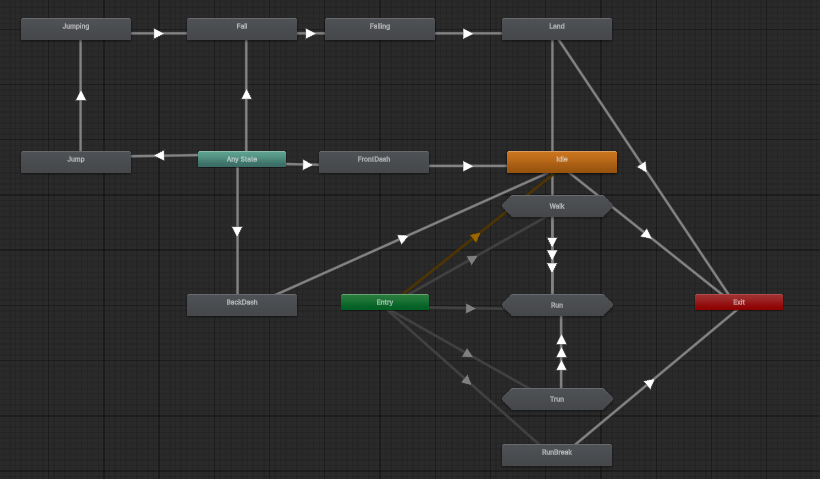 Jumping
Fall
Falling
Land
Jump
Any State
FrontDash
Idle
Walk
BackDash
Entry
Run
Exit
Trun
RunBreak